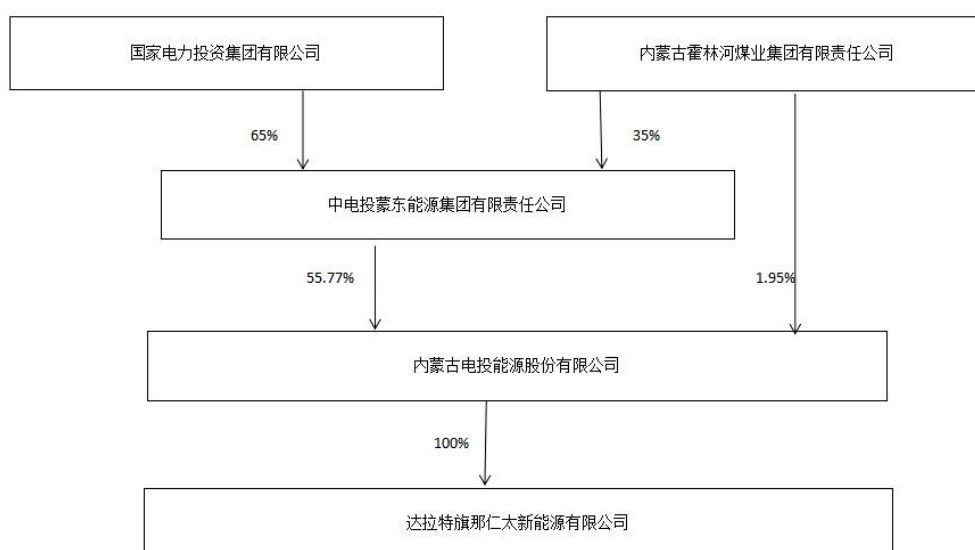 国家电力投资集团有限公司
内蒙古霍林河煤业集团有限责任公司
65%
35%
中电投蒙东能源集团有限责任公司
55.77%
1.95%
内蒙古电投能源股份有限公司
100%
达拉特旗那仁太新能源有限公司